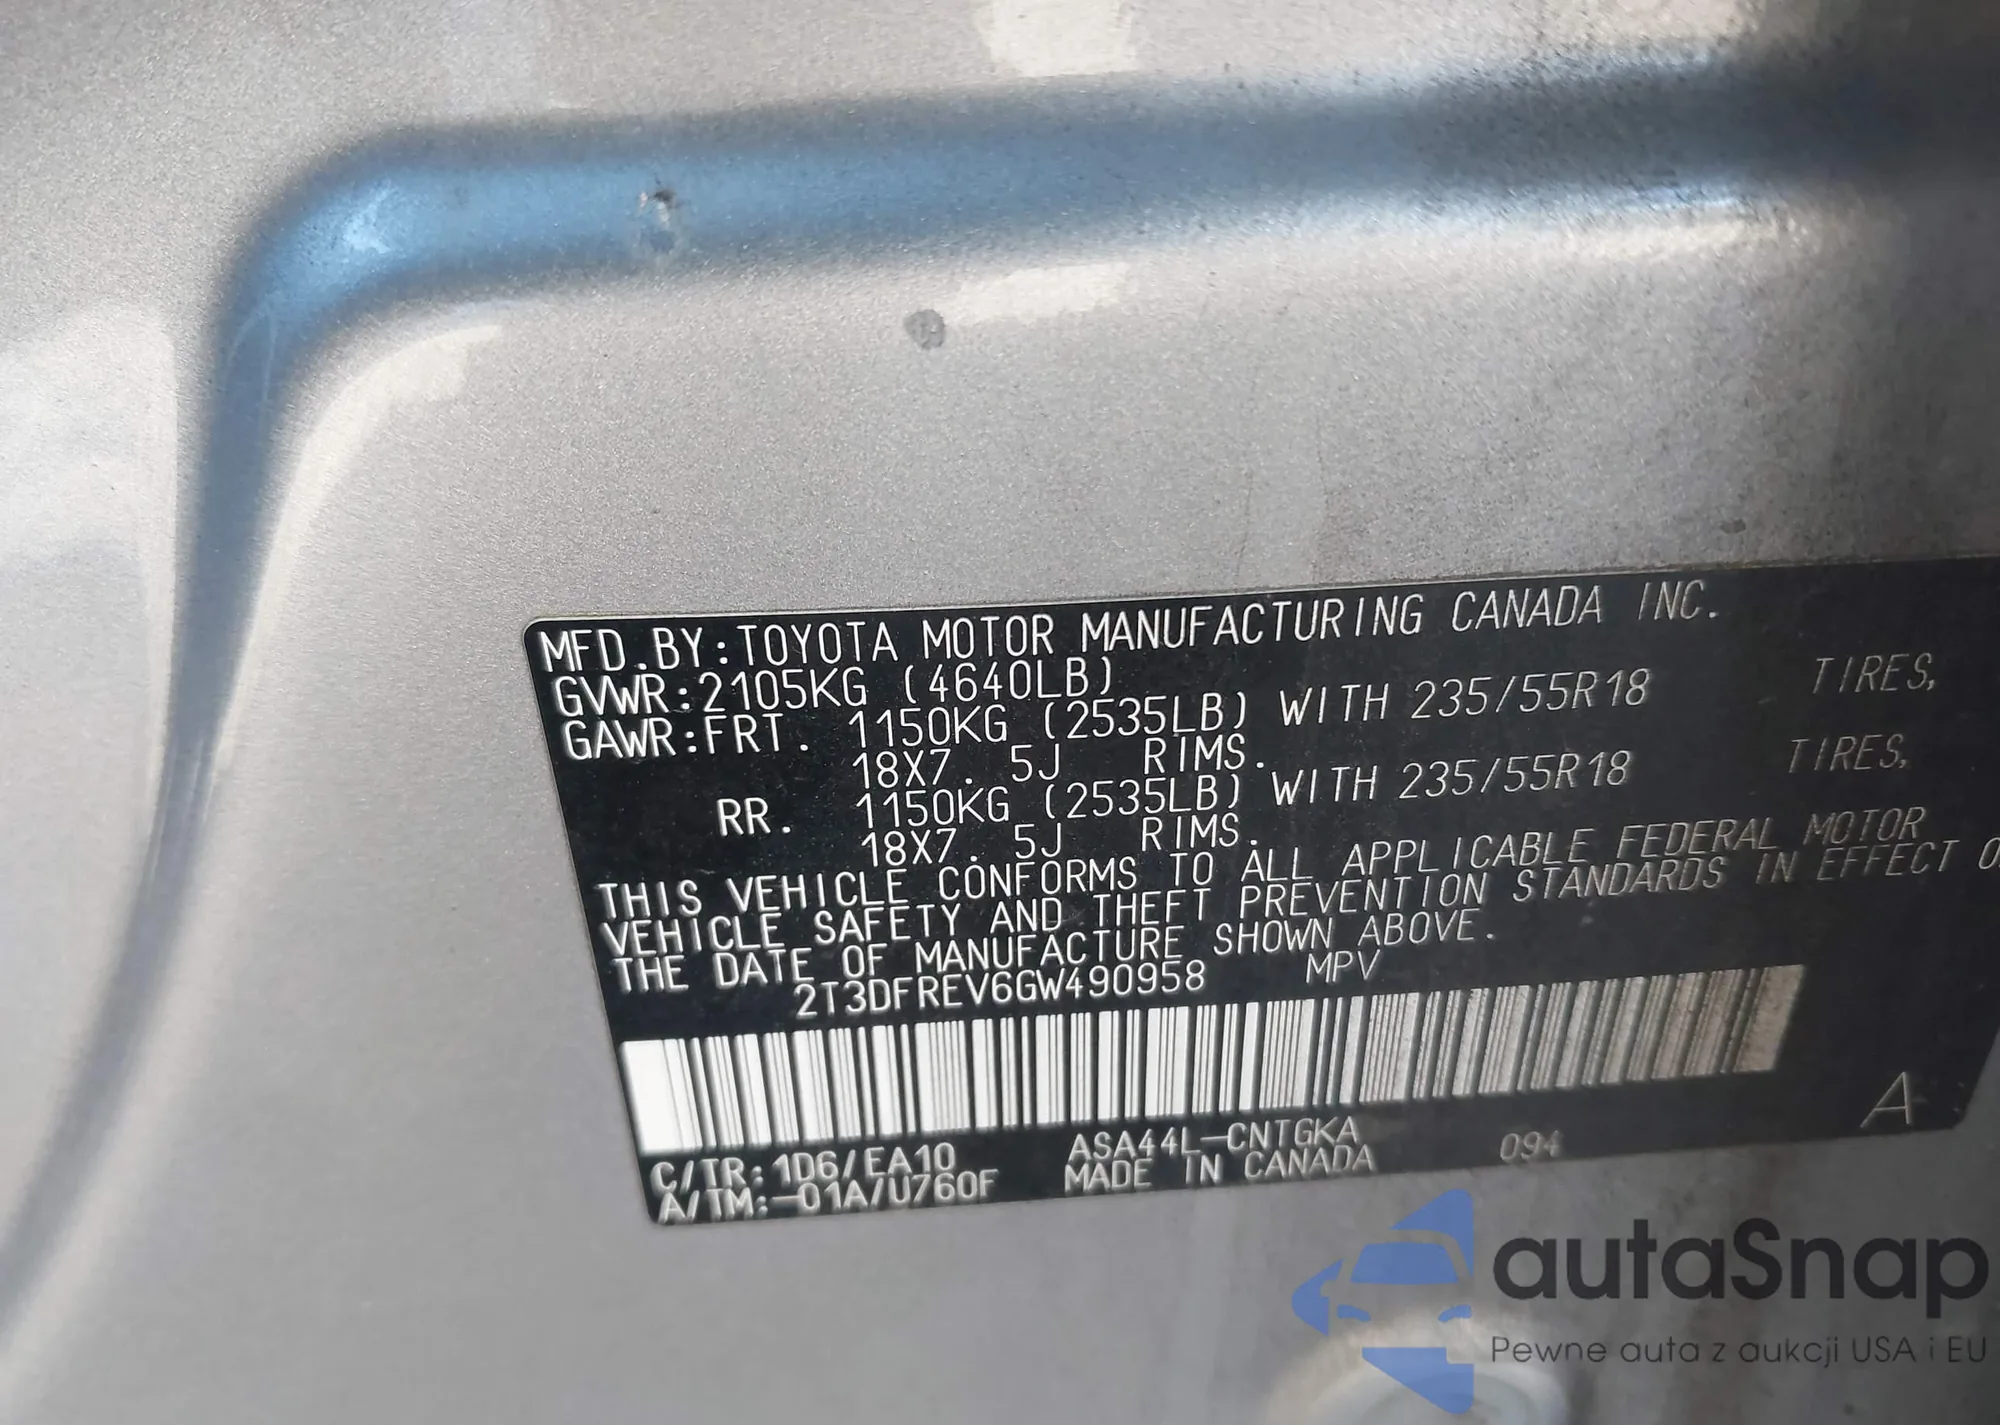 MFD.BY:TOYOTA MOTOR MANUFACTURING CANADA INC.
GVWR:2105KG (4640LB)
GAWR:FRT. 1150KG (2535LB) WITH 235/55R18 TIRES,
18X7.5J RIMS.
RR. 1150KG (2535LB) WITH 235/55R18 TIRES,
18X7.5J RIMS.
THIS VEHICLE CONFORMS TO ALL APPLICABLE FEDERAL MOTOR
VEHICLE SAFETY AND THEFT PREVENTION STANDARDS IN EFFECT O
THE DATE OF MANUFACTURE SHOWN ABOVE.
2T3DFREV6GW490958 MPV
A
C/TR:1D6/EA10 ASA44L-CNTGKA 094
A/TM:-01A/U760F MADE IN CANADA
autaSnap
Pewne auta z aukcji USA i EU